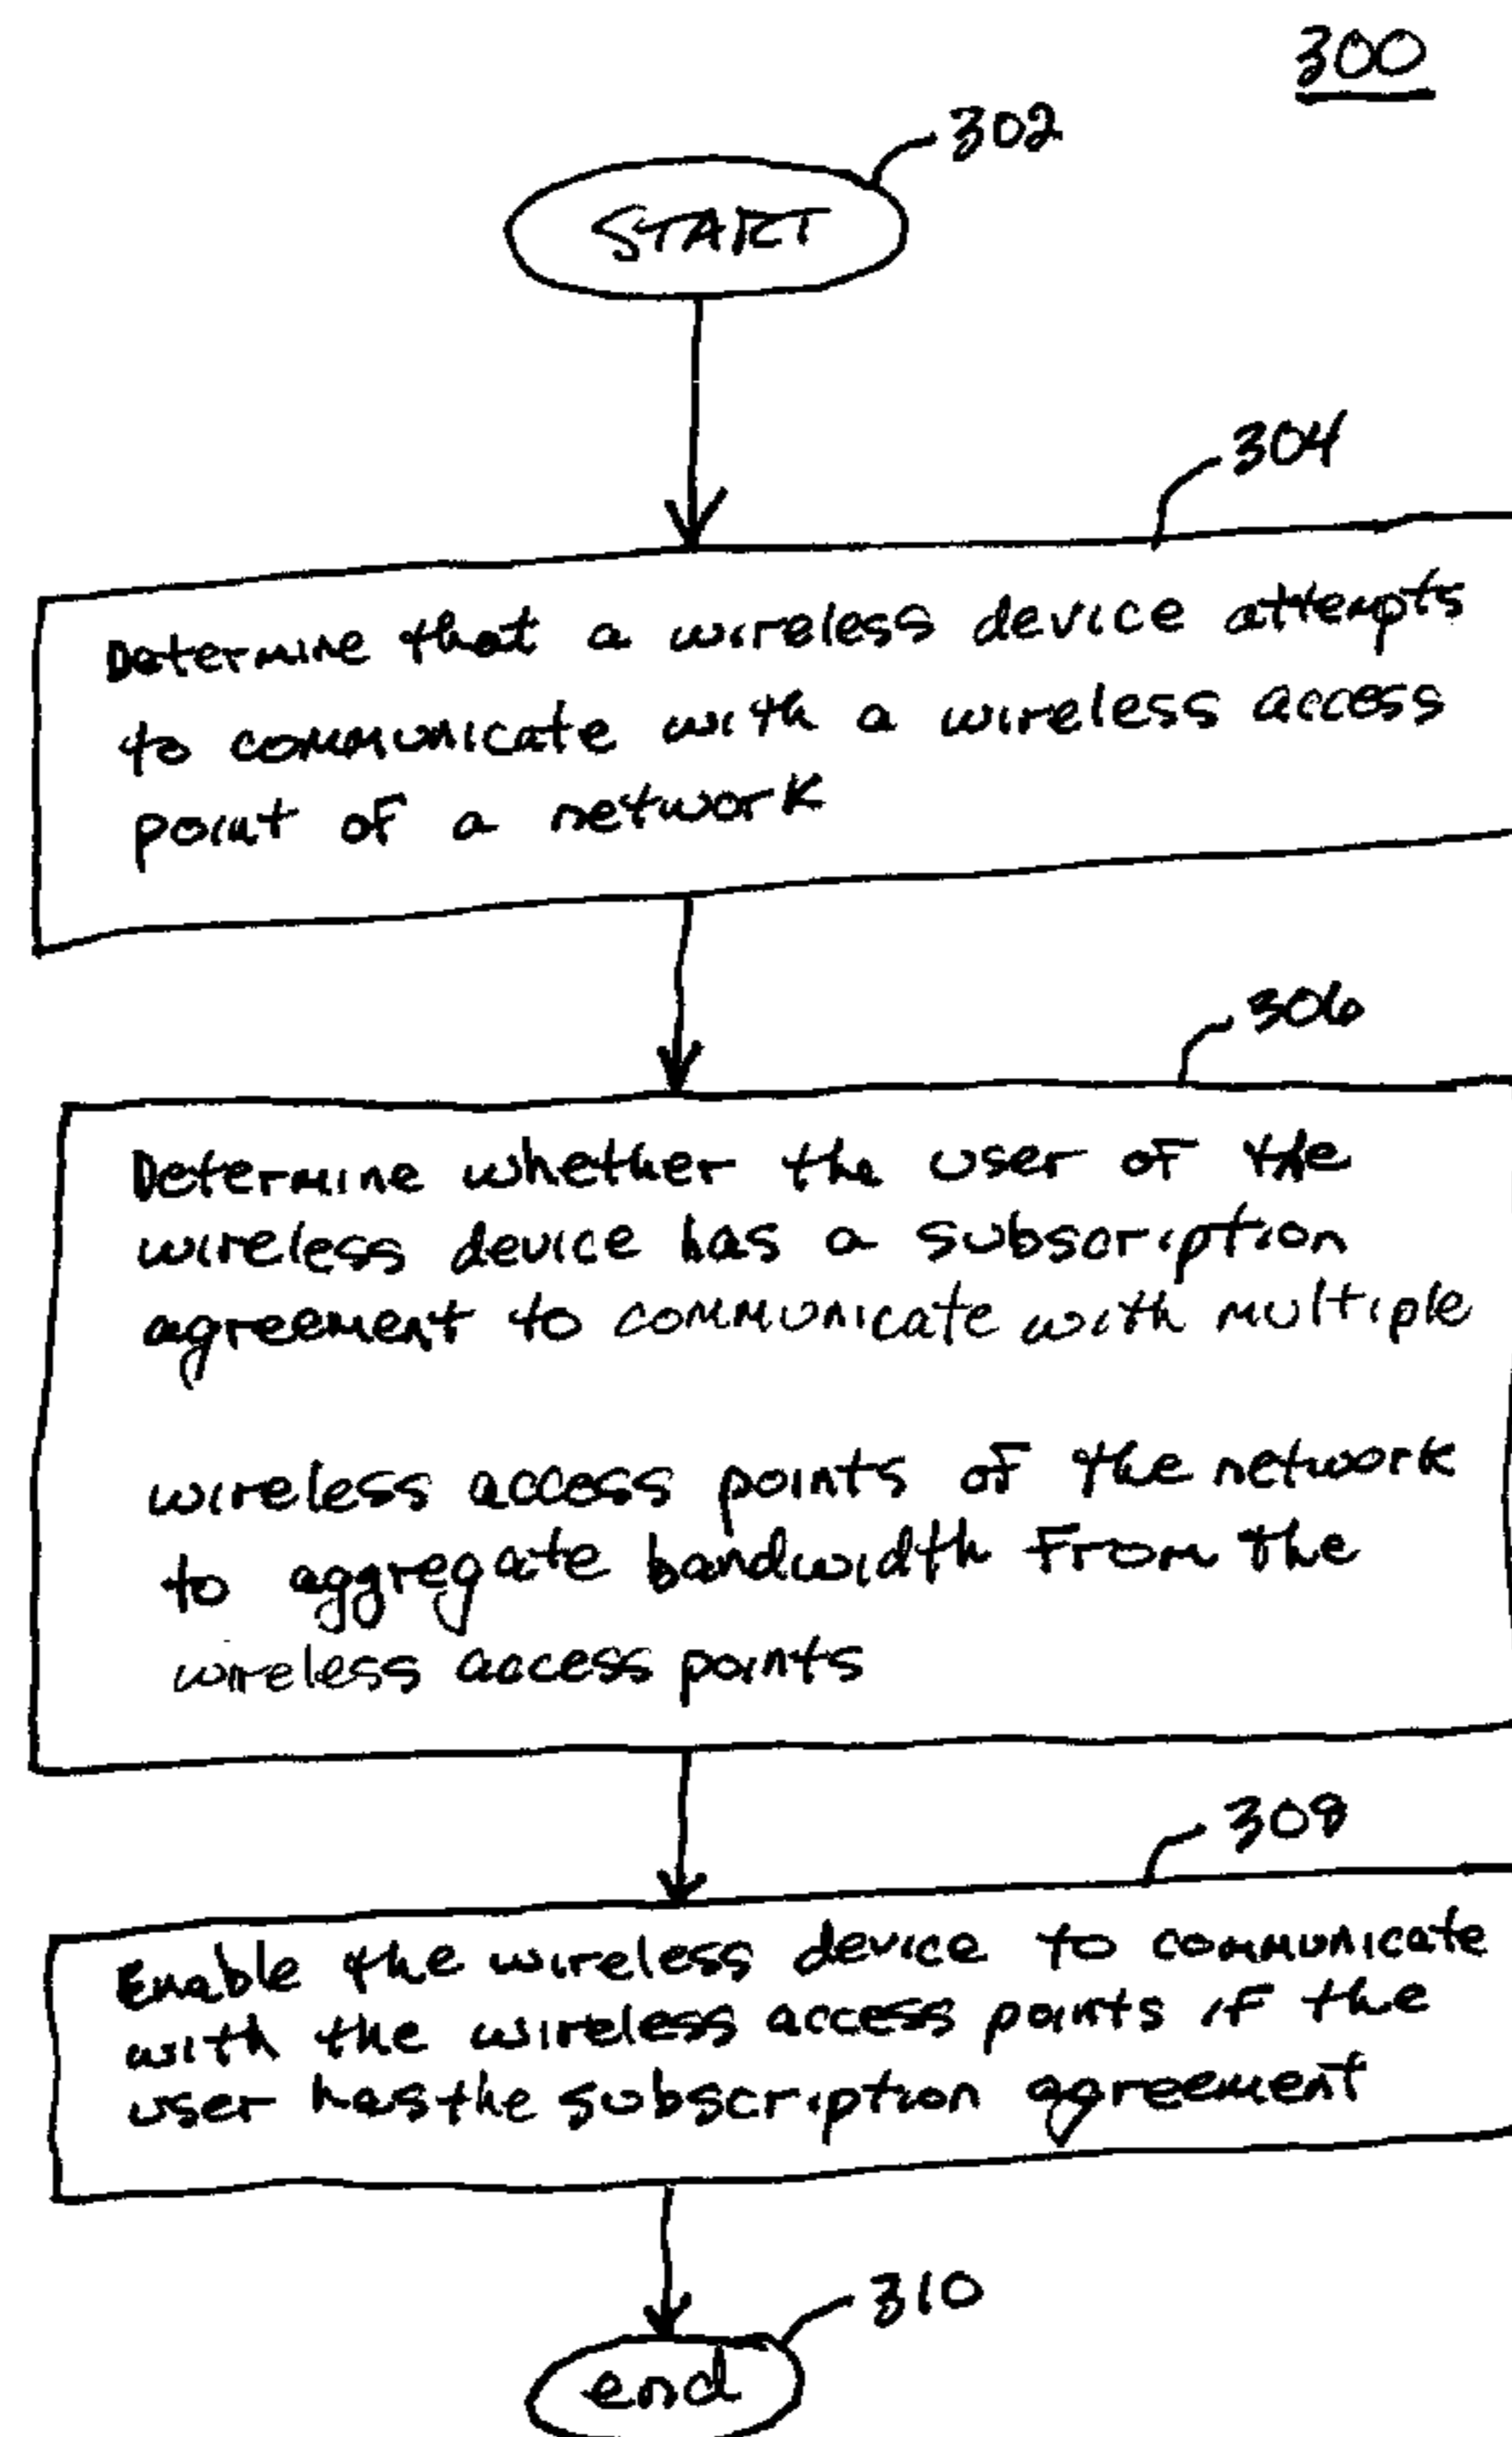 300
302
START
304
Determine that a wireless device attempts
to communicate with a wireless access
point of a network
306
Determine whether the user of the
wireless device has a subscription
agreement to communicate with multiple
wireless access points of the network
to aggregate bandwidth from the
wireless access points
308
Enable the wireless device to communicate
with the wireless access points if the
user has the subscription agreement
310
end